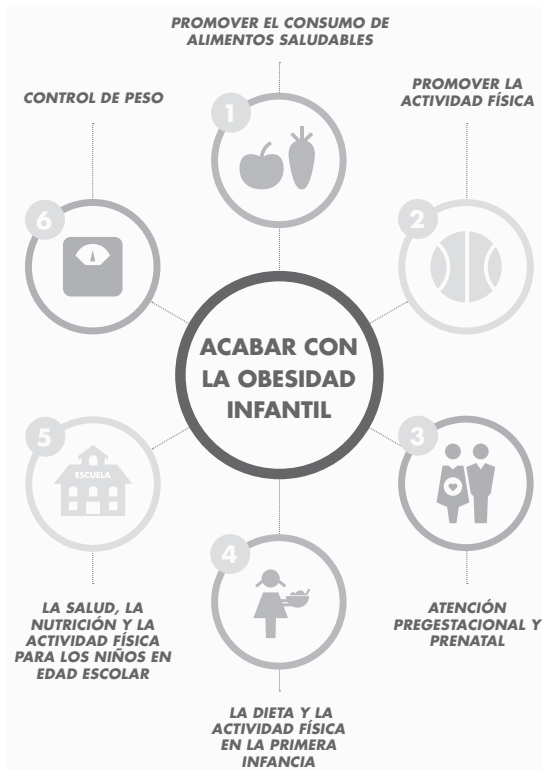 PROMOVER EL CONSUMO DE
ALIMENTOS SALUDABLES
1
PROMOVER LA
ACTIVIDAD FÍSICA
2
CONTROL DE PESO
6
ACABAR CON
LA OBESIDAD
INFANTIL
3
ATENCIÓN
PREGESTACIONAL Y
PRENATAL
5
ESCUELA
LA SALUD, LA
NUTRICIÓN Y LA
ACTIVIDAD FÍSICA
PARA LOS NIÑOS EN
EDAD ESCOLAR
4
LA DIETA Y LA
ACTIVIDAD FÍSICA
EN LA PRIMERA
INFANCIA